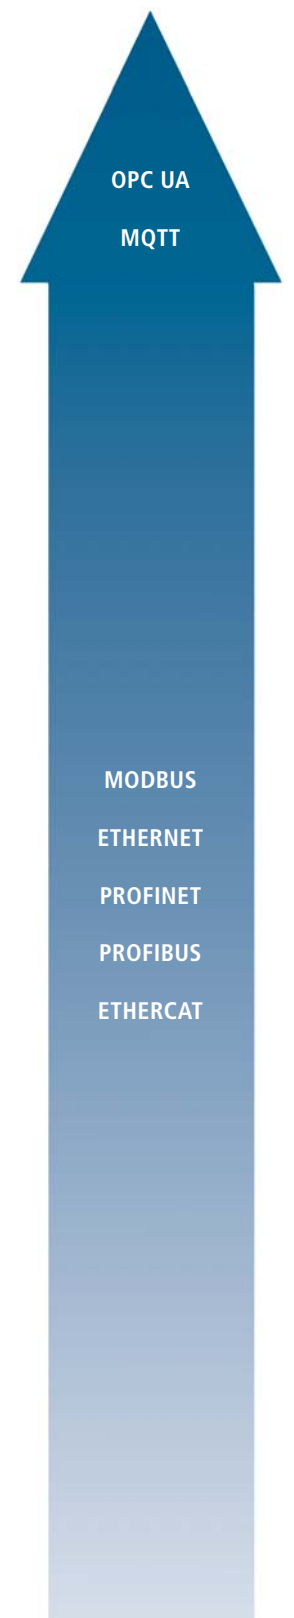 OPC UA
MQTT
MODBUS
ETHERNET
PROFINET
PROFIBUS
ETHERCAT